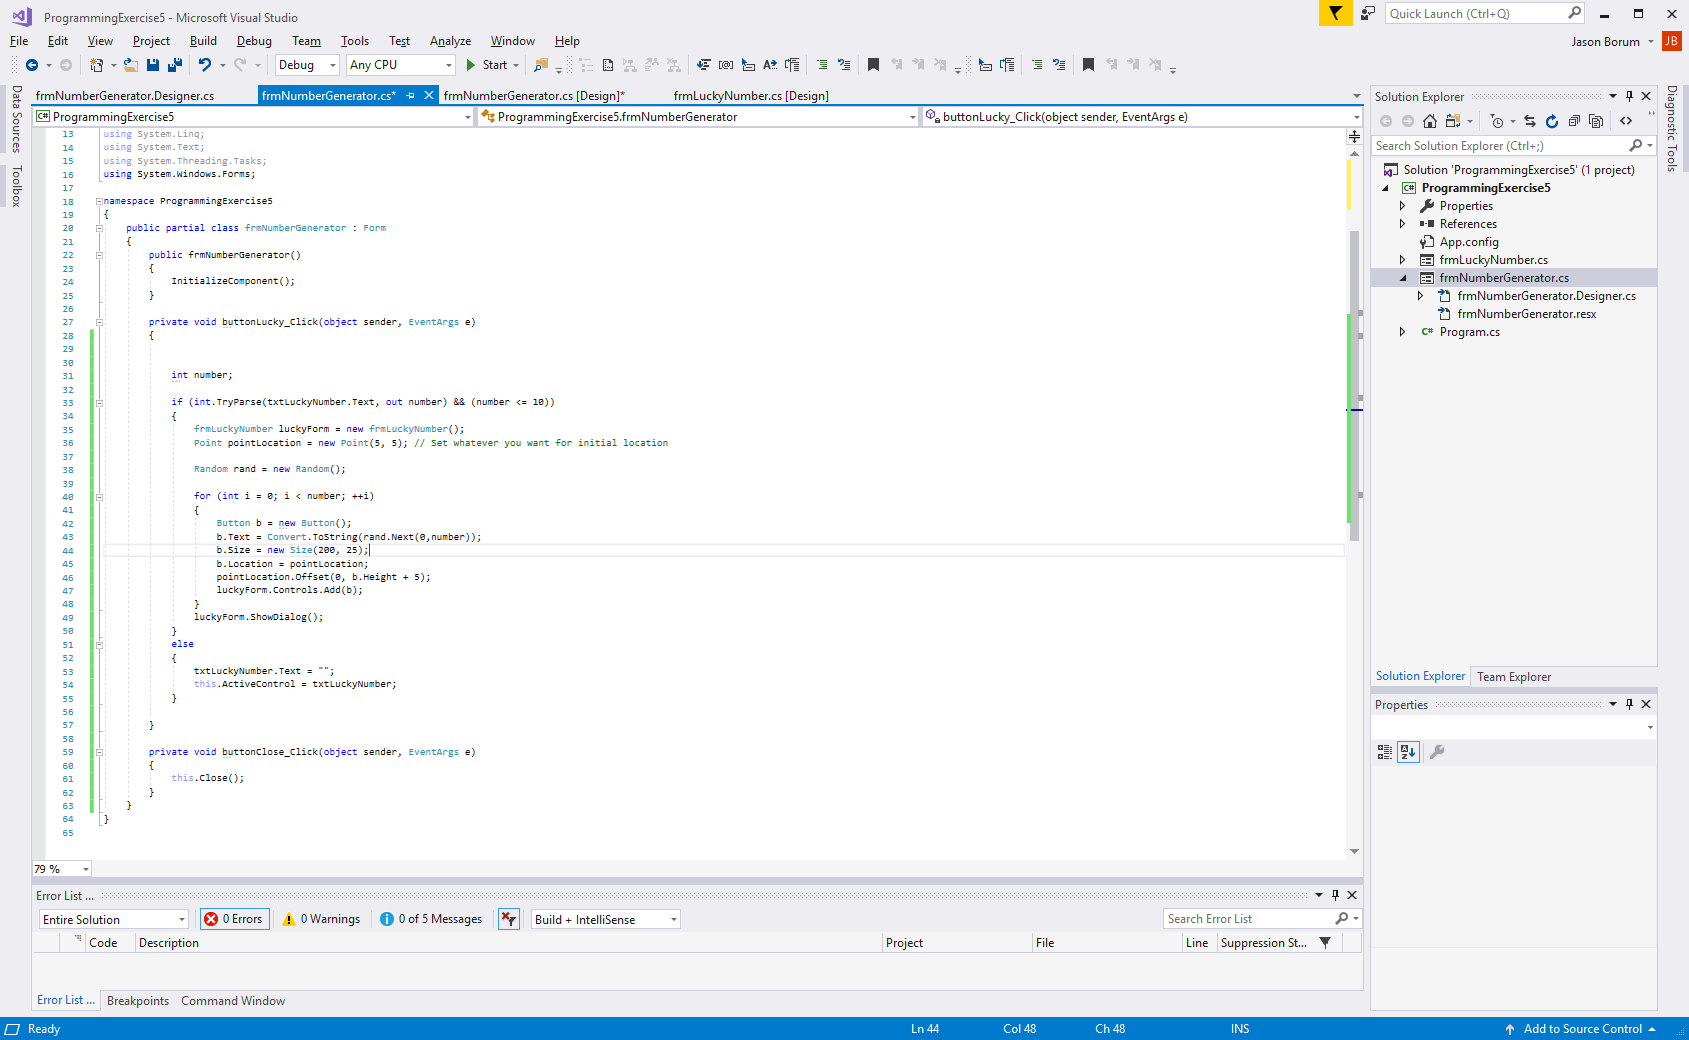 ProgrammingExercise5 - Microsoft Visual Studio
Quick Launch (Ctrl+Q)
File Edit View Project Build Debug Team Tools Test Analyze Window Help
Jason Borum JB
Debug Any CPU Start
Data Sources
Toolbox
frmNumberGenerator.Designer.cs frmNumberGenerator.cs* frmNumberGenerator.cs [Design]* frmLuckyNumber.cs [Design]
C# ProgrammingExercise5 ProgrammingExercise5.frmNumberGenerator buttonLucky_Click(object sender, EventArgs e)
13 using System.Linq;
14 using System.Text;
15 using System.Threading.Tasks;
16 using System.Windows.Forms;
17
18 namespace ProgrammingExercise5
19 {
20 public partial class frmNumberGenerator : Form
21 {
22 public frmNumberGenerator()
23 {
24 InitializeComponent();
25 }
26
27 private void buttonLucky_Click(object sender, EventArgs e)
28 {
29
30
31 int number;
32
33 if (int.TryParse(txtLuckyNumber.Text, out number) && (number <= 10))
34 {
35 frmLuckyNumber luckyForm = new frmLuckyNumber();
36 Point pointLocation = new Point(5, 5); // Set whatever you want for initial location
37
38 Random rand = new Random();
39
40 for (int i = 0; i < number; ++i)
41 {
42 Button b = new Button();
43 b.Text = Convert.ToString(rand.Next(0,number));
44 b.Size = new Size(200, 25);
45 b.Location = pointLocation;
46 pointLocation.Offset(0, b.Height + 5);
47 luckyForm.Controls.Add(b);
48 }
49 luckyForm.ShowDialog();
50 }
51 else
52 {
53 txtLuckyNumber.Text = "";
54 this.ActiveControl = txtLuckyNumber;
55 }
56
57 }
58
59 private void buttonClose_Click(object sender, EventArgs e)
60 {
61 this.Close();
62 }
63 }
64 }
65
79 %
Error List ...
Entire Solution 0 Errors 0 Warnings 0 of 5 Messages Build + IntelliSense Search Error List
Code Description Project File Line Suppression St...
Error List ... Breakpoints Command Window
Solution Explorer
Search Solution Explorer (Ctrl+;)
Solution 'ProgrammingExercise5' (1 project)
C# ProgrammingExercise5
Properties
References
App.config
frmLuckyNumber.cs
frmNumberGenerator.cs
frmNumberGenerator.Designer.cs
frmNumberGenerator.resx
C# Program.cs
Solution Explorer Team Explorer
Properties
Diagnostic Tools
Ready Ln 44 Col 48 Ch 48 INS Add to Source Control